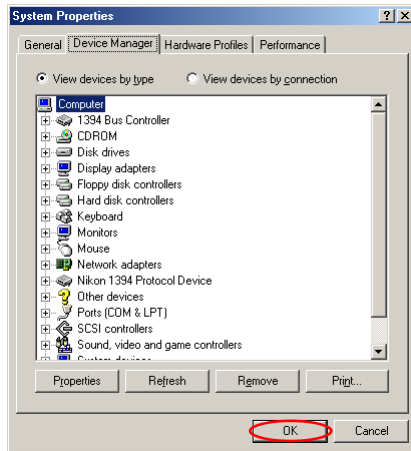 System Properties
General Device Manager Hardware Profiles Performance
View devices by type View devices by connection
Computer
1394 Bus Controller
CDROM
Disk drives
Display adapters
Floppy disk controllers
Hard disk controllers
Keyboard
Monitors
Mouse
Network adapters
Nikon 1394 Protocol Device
Other devices
Ports (COM & LPT)
SCSI controllers
Sound, video and game controllers
System devices
Properties Refresh Remove Print...
OK Cancel